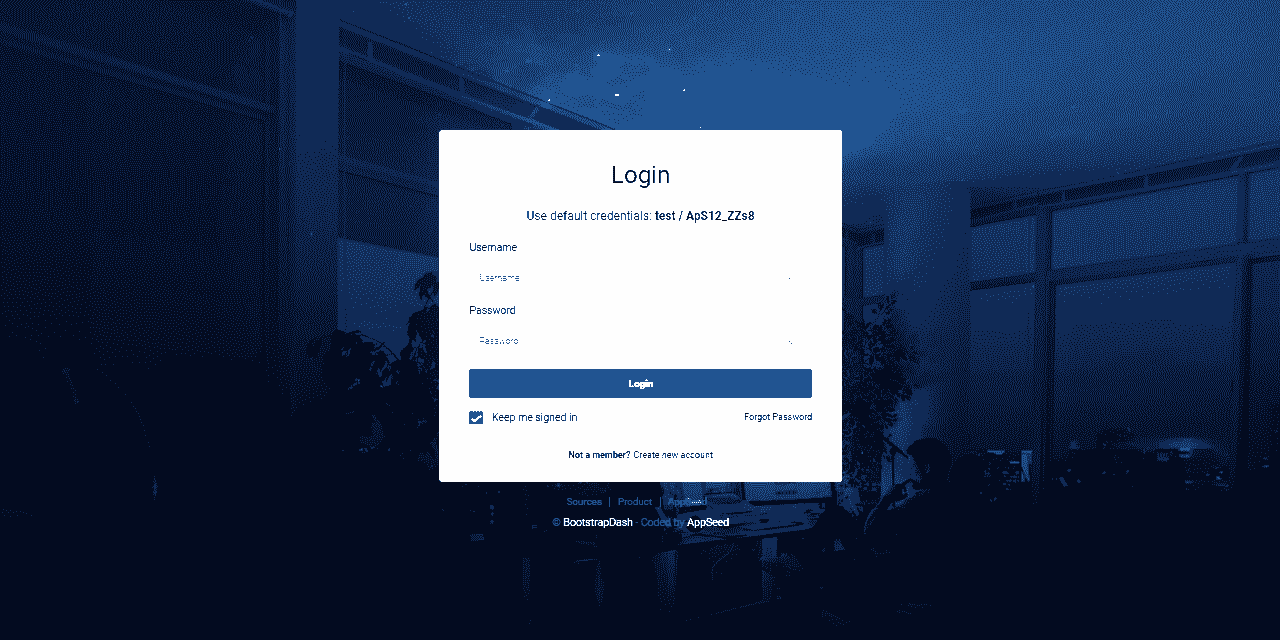 Login
Use default credentials: test / ApS12_ZZs8
Username
Username
Password
Password
Login
Keep me signed in Forgot Password
Not a member? Create new account
Sources | Product | AppSeed
© BootstrapDash - Coded by AppSeed